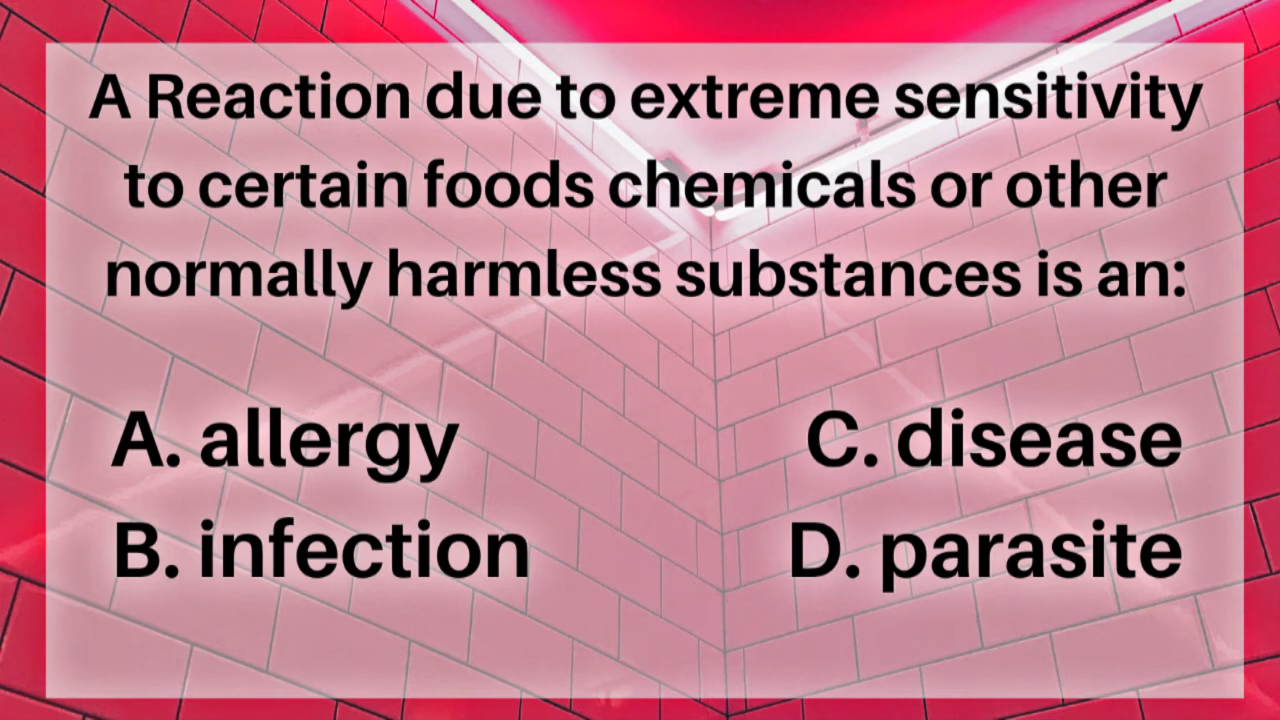 A Reaction due to extreme sensitivity
to certain foods chemicals or other
normally harmless substances is an:
A. allergy
B. infection
C. disease
D. parasite